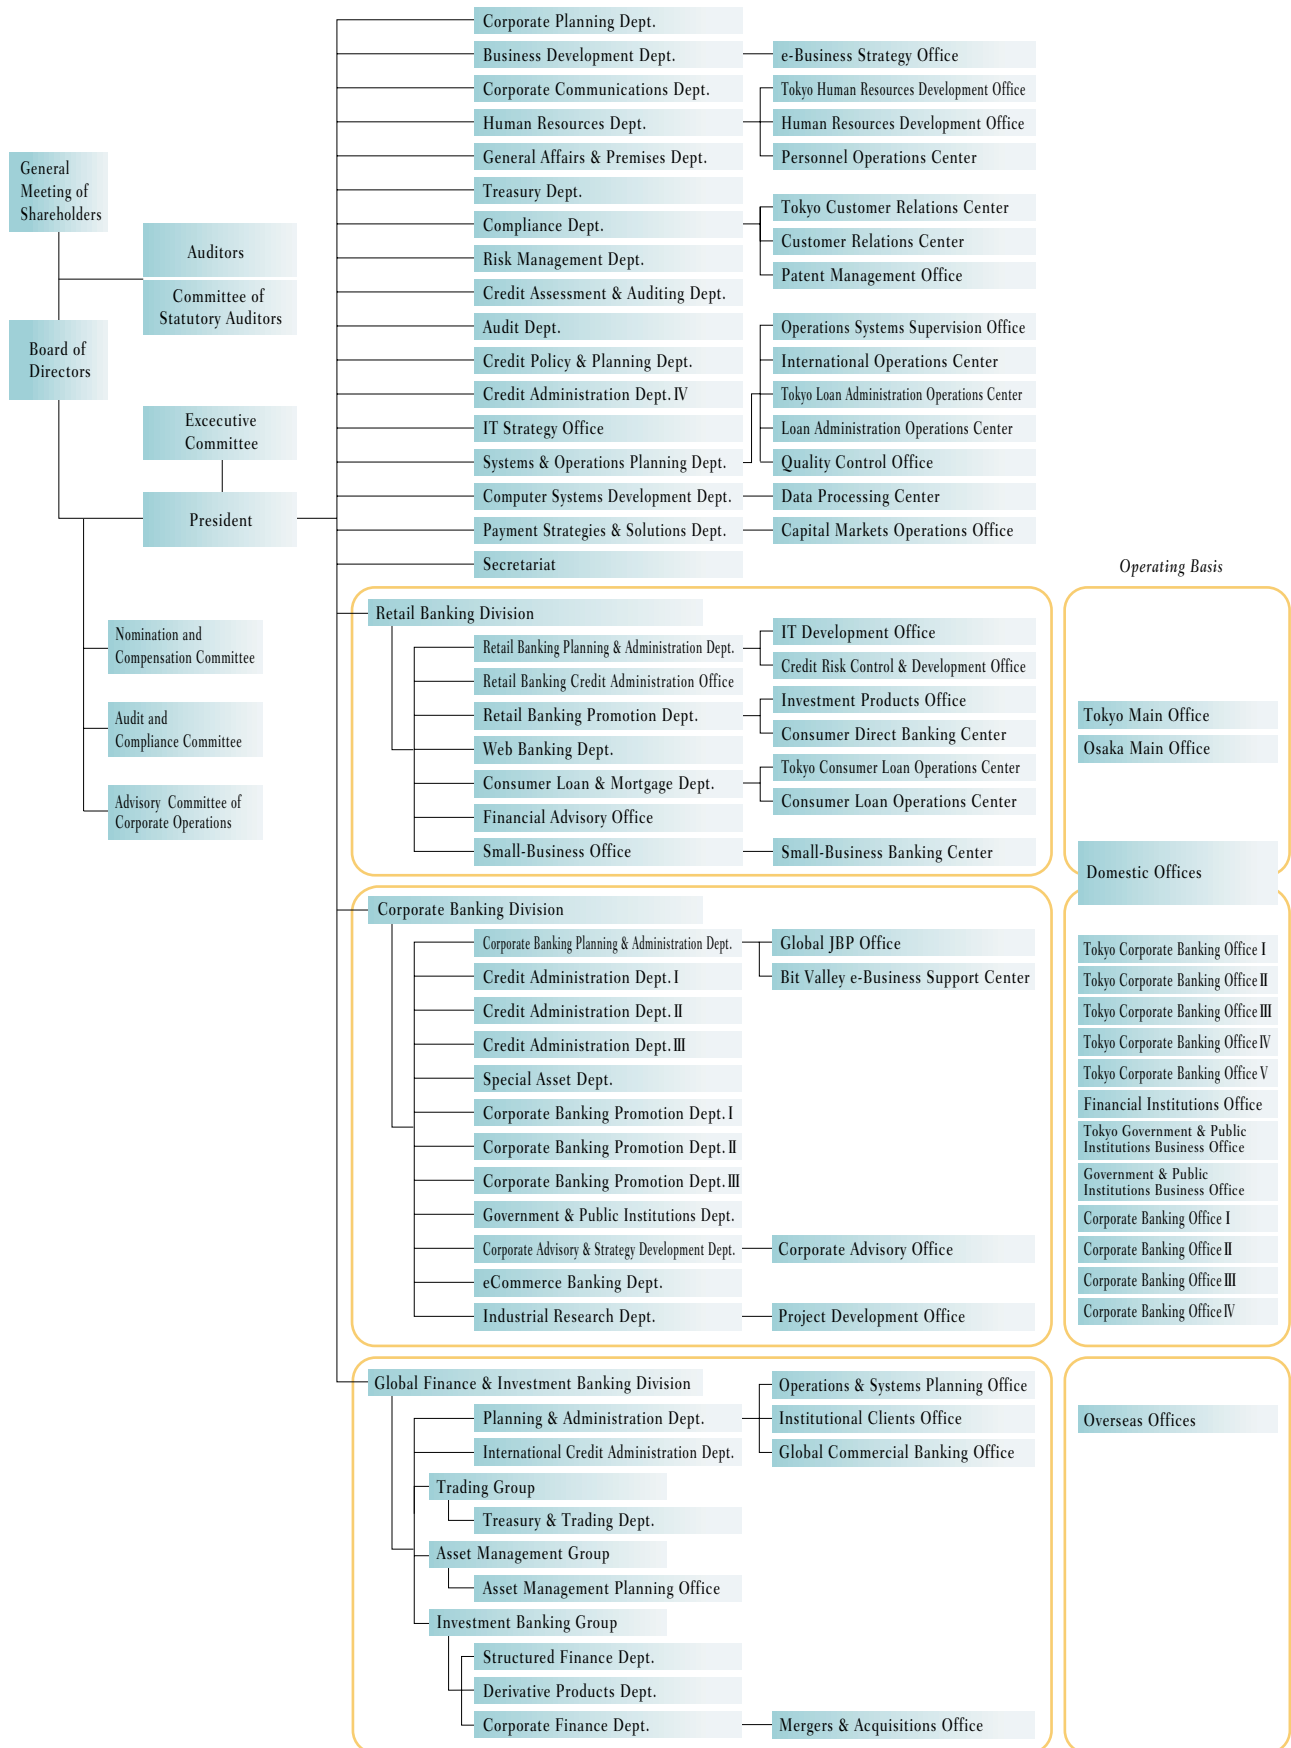 General
Meeting of
Shareholders
Auditors
Committee of
Statutory Auditors
Board of
Directors
Excecutive
Committee
President
Nomination and
Compensation Committee
Audit and
Compliance Committee
Advisory Committee of
Corporate Operations
Corporate Planning Dept.
Business Development Dept.
e-Business Strategy Office
Corporate Communications Dept.
Tokyo Human Resources Development Office
Human Resources Dept.
Human Resources Development Office
General Affairs & Premises Dept.
Personnel Operations Center
Treasury Dept.
Tokyo Customer Relations Center
Compliance Dept.
Customer Relations Center
Risk Management Dept.
Patent Management Office
Credit Assessment & Auditing Dept.
Audit Dept.
Operations Systems Supervision Office
Credit Policy & Planning Dept.
International Operations Center
Credit Administration Dept. IV
Tokyo Loan Administration Operations Center
IT Strategy Office
Loan Administration Operations Center
Systems & Operations Planning Dept.
Quality Control Office
Computer Systems Development Dept.
Data Processing Center
Payment Strategies & Solutions Dept.
Capital Markets Operations Office
Secretariat
Operating Basis
Retail Banking Division
IT Development Office
Retail Banking Planning & Administration Dept.
Credit Risk Control & Development Office
Retail Banking Credit Administration Office
Investment Products Office
Retail Banking Promotion Dept.
Consumer Direct Banking Center
Web Banking Dept.
Tokyo Consumer Loan Operations Center
Consumer Loan & Mortgage Dept.
Consumer Loan Operations Center
Financial Advisory Office
Small-Business Office
Small-Business Banking Center
Tokyo Main Office
Osaka Main Office
Domestic Offices
Corporate Banking Division
Corporate Banking Planning & Administration Dept.
Global JBP Office
Credit Administration Dept. I
Bit Valley e-Business Support Center
Credit Administration Dept. II
Credit Administration Dept. III
Special Asset Dept.
Corporate Banking Promotion Dept. I
Corporate Banking Promotion Dept. II
Corporate Banking Promotion Dept. III
Government & Public Institutions Dept.
Corporate Advisory & Strategy Development Dept.
Corporate Advisory Office
eCommerce Banking Dept.
Industrial Research Dept.
Project Development Office
Tokyo Corporate Banking Office I
Tokyo Corporate Banking Office II
Tokyo Corporate Banking Office III
Tokyo Corporate Banking Office IV
Tokyo Corporate Banking Office V
Financial Institutions Office
Tokyo Government & Public
Institutions Business Office
Government & Public
Institutions Business Office
Corporate Banking Office I
Corporate Banking Office II
Corporate Banking Office III
Corporate Banking Office IV
Global Finance & Investment Banking Division
Operations & Systems Planning Office
Planning & Administration Dept.
Institutional Clients Office
International Credit Administration Dept.
Global Commercial Banking Office
Trading Group
Treasury & Trading Dept.
Asset Management Group
Asset Management Planning Office
Investment Banking Group
Structured Finance Dept.
Derivative Products Dept.
Corporate Finance Dept.
Mergers & Acquisitions Office
Overseas Offices